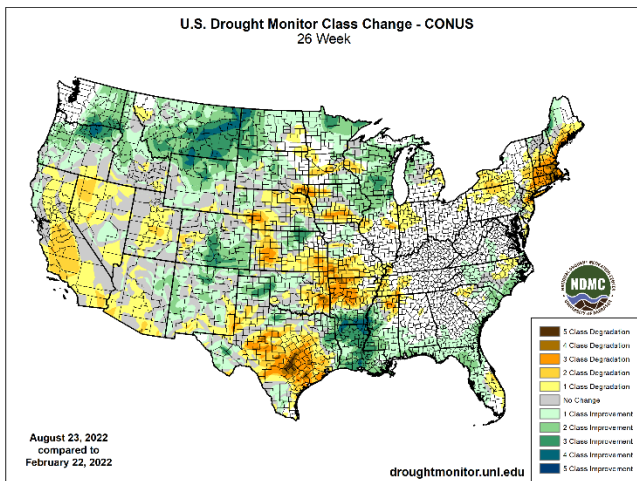 U.S. Drought Monitor Class Change - CONUS
26 Week
NDMC
5 Class Degradation
4 Class Degradation
3 Class Degradation
2 Class Degradation
1 Class Degradation
No Change
1 Class Improvement
2 Class Improvement
3 Class Improvement
4 Class Improvement
5 Class Improvement
August 23, 2022
compared to
February 22, 2022
droughtmonitor.unl.edu